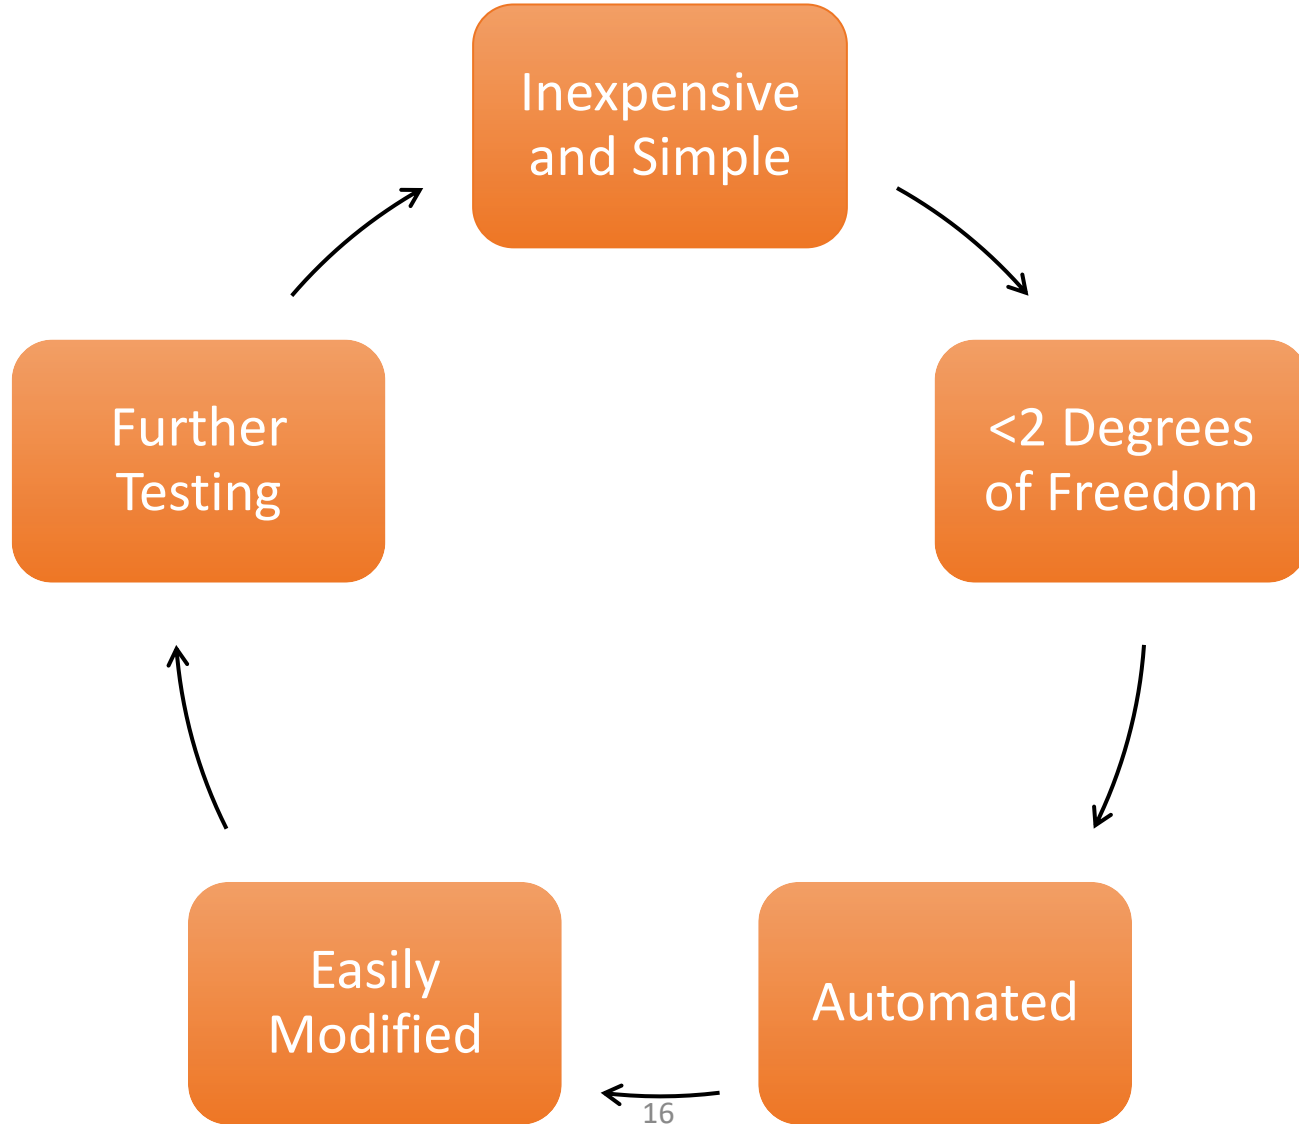 Inexpensive
and Simple
<2 Degrees
of Freedom
Automated
Easily
Modified
Further
Testing
16